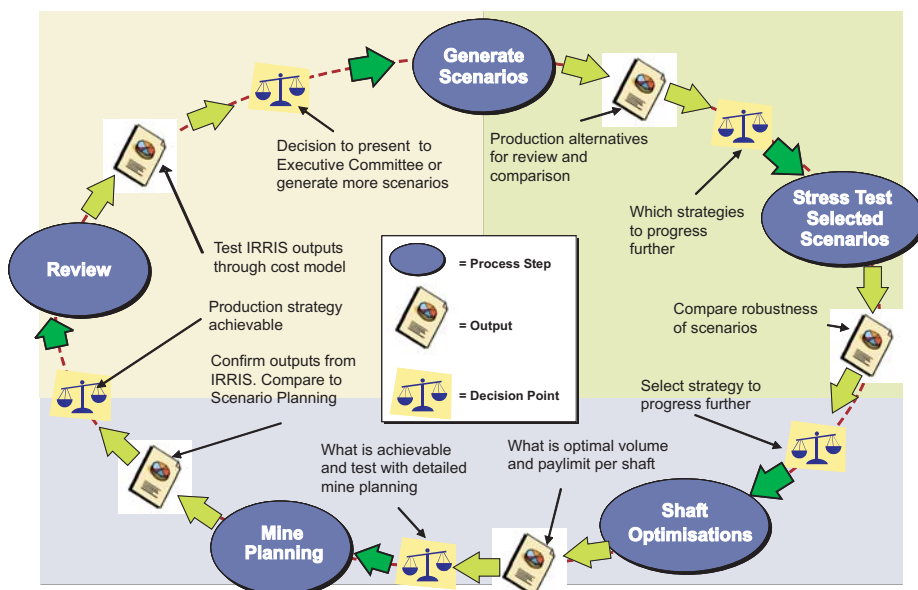 Generate
Scenarios
Production alternatives
for review and
comparison
Which strategies
to progress
further
Stress Test
Selected
Scenarios
Compare robustness
of scenarios
Select strategy to
progress further
Shaft
Optimisations
What is optimal volume
and paylimit per shaft
What is achievable
and test with detailed
mine planning
Mine
Planning
Confirm outputs from
IRRIS. Compare to
Scenario Planning
Production strategy
achievable
Review
Test IRRIS outputs
through cost model
Decision to present to
Executive Committee or
generate more scenarios
= Process Step
= Output
= Decision Point